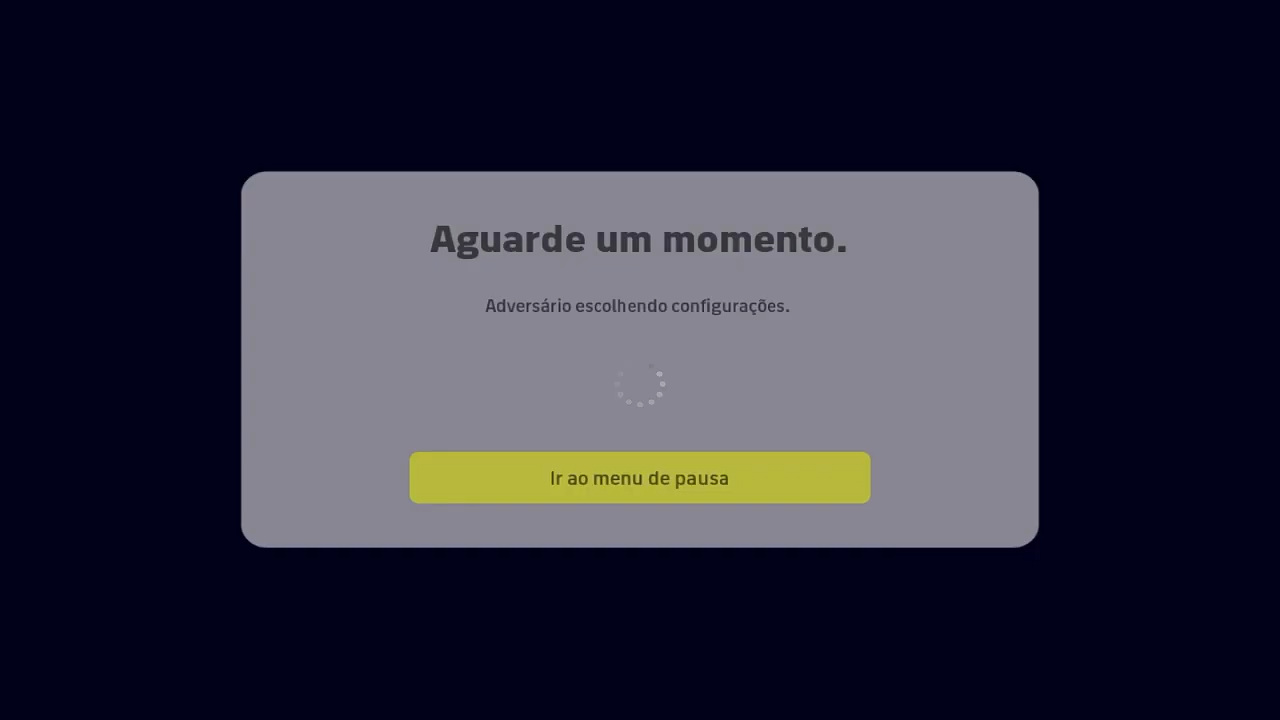 Aguarde um momento.
Adversário escolhendo configurações.
Ir ao menu de pausa